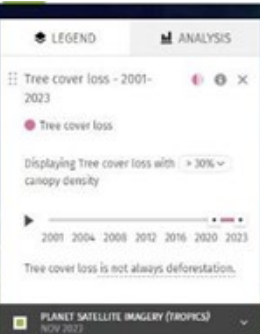 LEGEND ANALYSIS
Tree cover loss - 2001-
2023
Tree cover loss
Displaying Tree cover loss with > 30%
canopy density
2001 2004 2008 2012 2016 2020 2023
Tree cover loss is not always deforestation.
PLANET SATELLITE IMAGERY (TROPICS)
NOV 2023